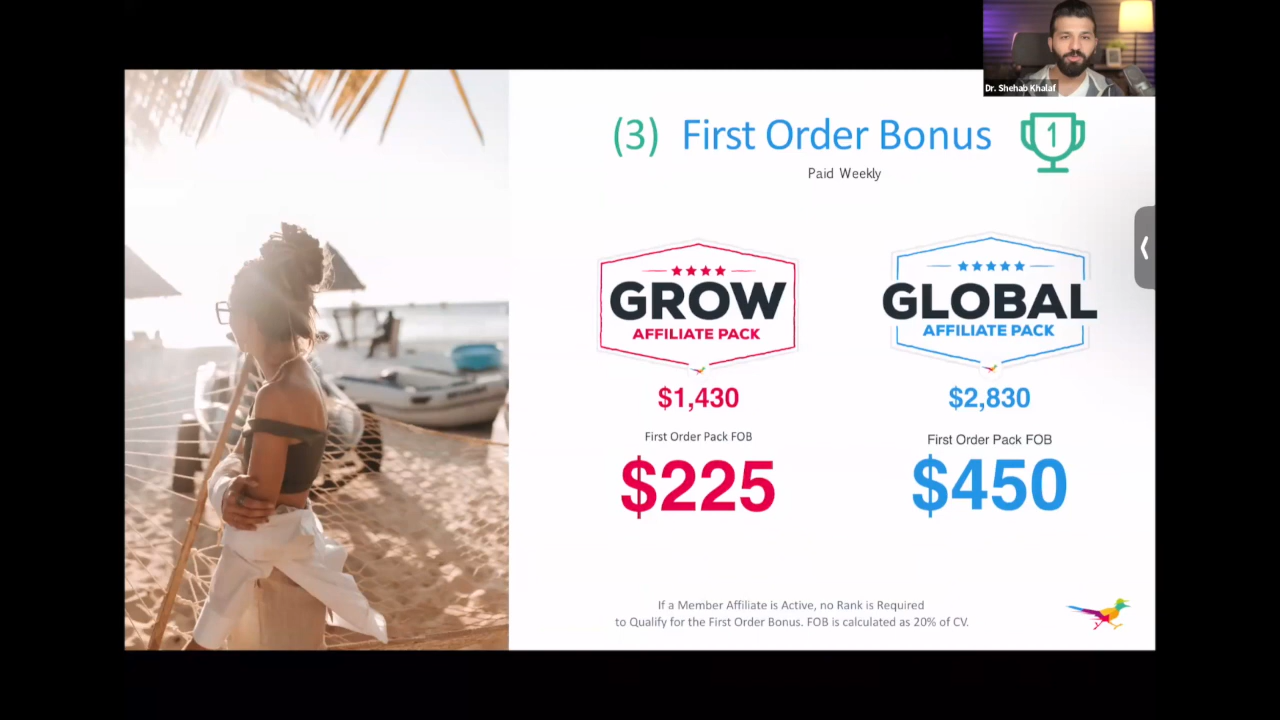 Dr. Shehab Khalaf
(3) First Order Bonus
1
Paid Weekly
GROW
AFFILIATE PACK
$1,430
First Order Pack FOB
$225
GLOBAL
AFFILIATE PACK
$2,830
First Order Pack FOB
$450
If a Member Affiliate is Active, no Rank is Required
to Qualify for the First Order Bonus. FOB is calculated as 20% of CV.